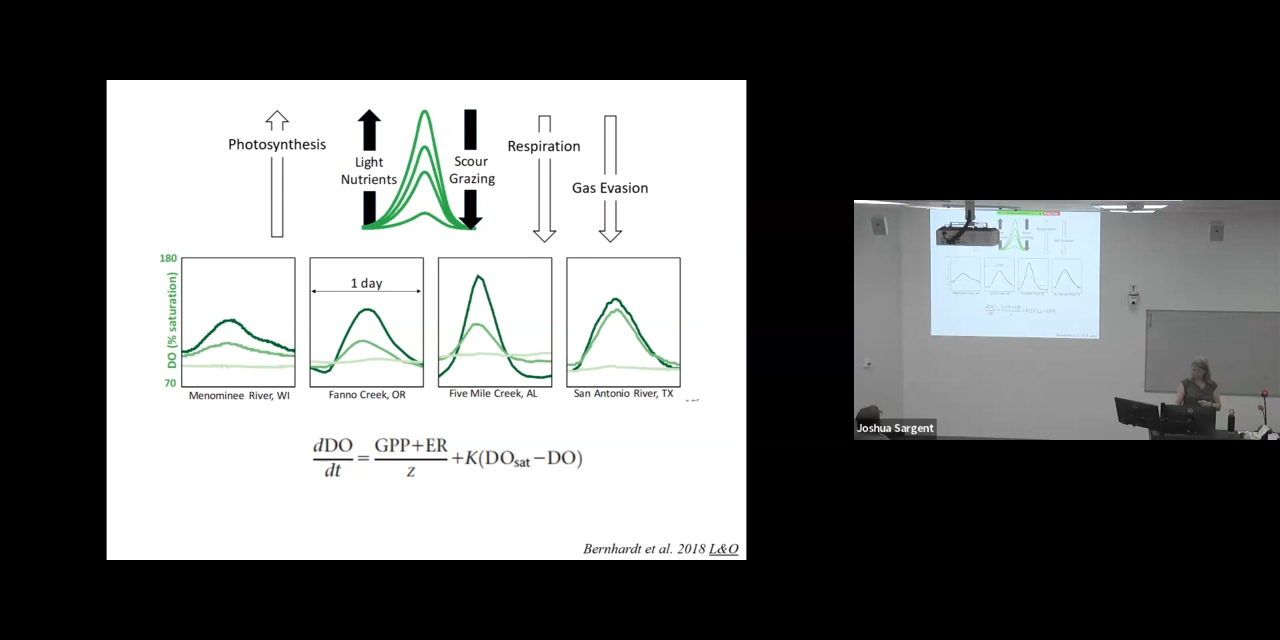 Photosynthesis
Light
Nutrients
Scour
Grazing
Respiration
Gas Evasion
180
DO (% saturation)
70
1 day
Menominee River, WI
Fanno Creek, OR
Five Mile Creek, AL
San Antonio River, TX
dDO/dt = (GPP+ER)/z +K(DOsat−DO)
Bernhardt et al. 2018 L&O
Joshua Sargent